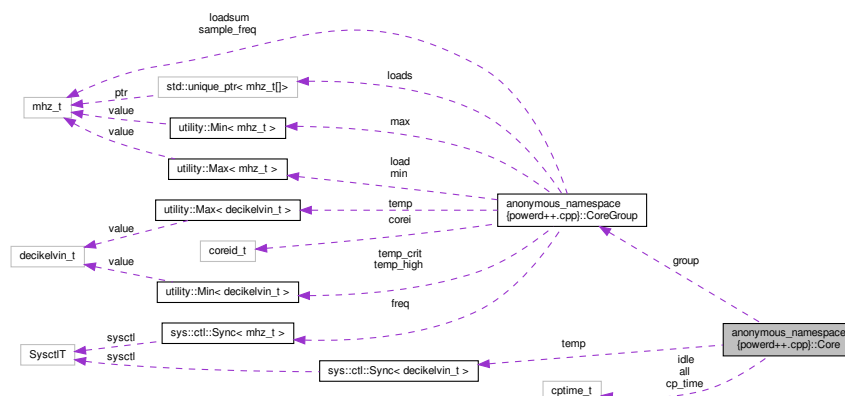 loadsum
sample_freq
loads
std::unique_ptr< mhz_t[]>
ptr
mhz_t
value
max
utility::Min< mhz_t >
value
load
min
utility::Max< mhz_t >
anonymous_namespace
{powerd++.cpp}::CoreGroup
utility::Max< decikelvin_t >
temp
corei
value
coreid_t
decikelvin_t
temp_crit
temp_high
value
group
utility::Min< decikelvin_t >
freq
sys::ctl::Sync< mhz_t >
sysctl
anonymous_namespace
{powerd++.cpp}::Core
temp
SysctlT
sysctl
idle
all
cp_time
sys::ctl::Sync< decikelvin_t >
cptime_t